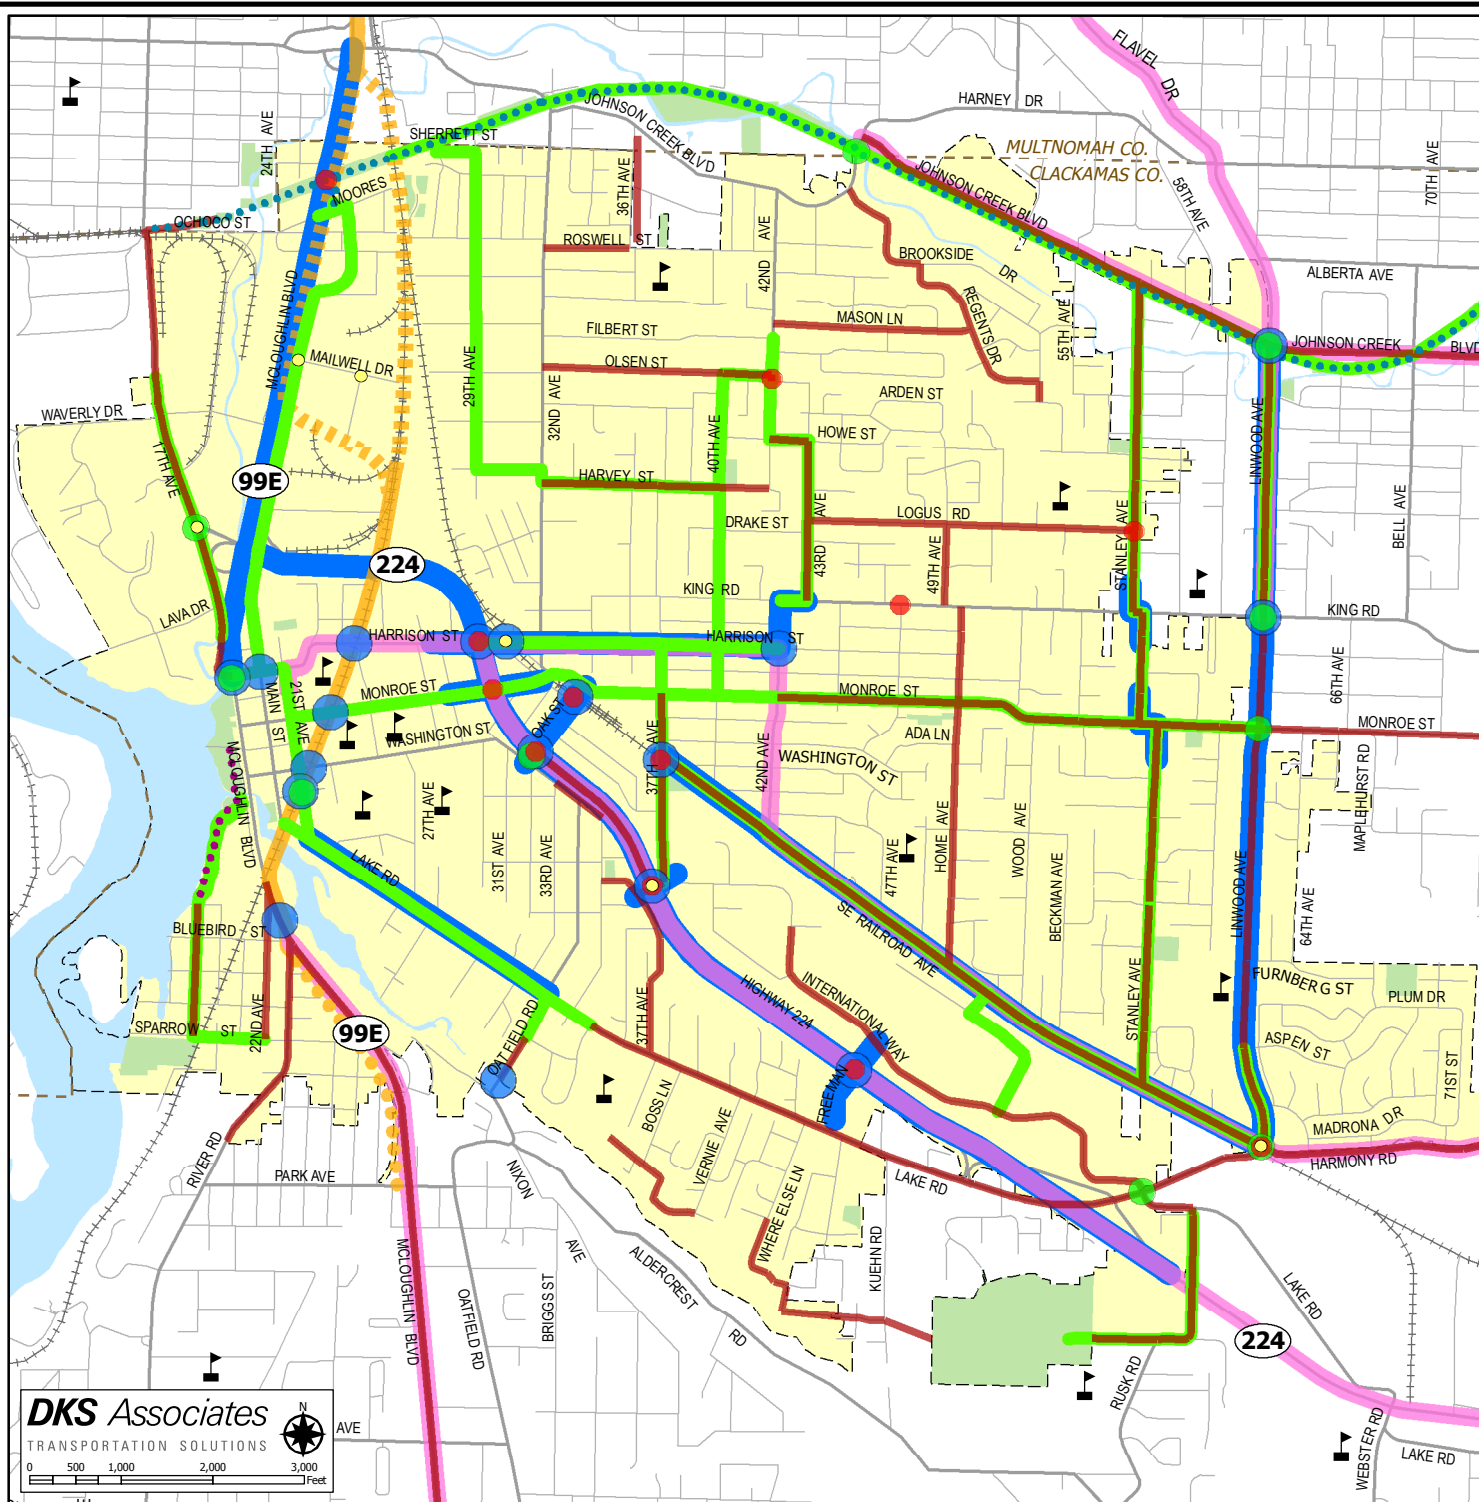 FLAVEL DR
HARNEY DR
JOHNSON CREEK BLVD
SHERRETT ST
24TH AVE
MULTNOMAH CO.
CLACKAMAS CO.
70TH AVE
36TH AVE
MOORES
58TH AVE
JOHNSON CREEK BLVD
OCHOCO ST
ROSWELL ST
42ND AVE
BROOKSIDE DR
ALBERTA AVE
MCLOUGHLIN BLVD
REGENTS DR
55TH AVE
MASON LN
FILBERT ST
JOHNSON CREEK BLVD
MAILWELL DR
29TH AVE
OLSEN ST
32ND AVE
ARDEN ST
WAVERLY DR
40TH AVE
HOWE ST
LINWOOD AVE
17TH AVE
99E
HARVEY ST
43RD AVE
DRAKE ST
LOGUS RD
STANLEY AVE
BELL AVE
224
49TH AVE
KING RD
KING RD
LAVA DR
HARRISON ST
HARRISON ST
66TH AVE
MAIN ST
21ST AVE
MONROE ST
MONROE ST
MONROE ST
OAK ST
WASHINGTON ST
37TH AVE
42ND AVE
WASHINGTON ST
ADA LN
MCLOUGHLIN BLVD
27TH AVE
MAPLEHURST RD
LAKE RD
31ST AVE
33RD AVE
47TH AVE
HOME AVE
WOOD AVE
BECKMAN AVE
LINWOOD AVE
64TH AVE
BLUEBIRD ST
SE RAILROAD AVE
STANLEY AVE
FURNBERG ST
PLUM DR
SPARROW ST
22ND AVE
99E
OATFIELD RD
37TH AVE
HIGHWAY 224
INTERNATIONAL WAY
ASPEN ST
71ST ST
BOSS LN
VERNIE AVE
FREEMAN
MADRONA DR
RIVER RD
HARMONY RD
PARK AVE
NIXON AVE
WHERE ELSE LN
LAKE RD
KUEHN RD
MCLOUGHLIN BLVD
OATFIELD RD
BRIGGS ST
ALDERCREST RD
LAKE RD
224
RUSK RD
WEBSTER RD
LAKE RD
DKS Associates
TRANSPORTATION SOLUTIONS
N
0 500 1,000 2,000 3,000
Feet
AVE